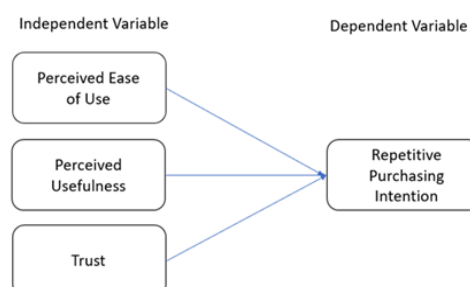 Independent Variable
Dependent Variable
Perceived Ease
of Use
Perceived
Usefulness
Repetitive
Purchasing
Intention
Trust